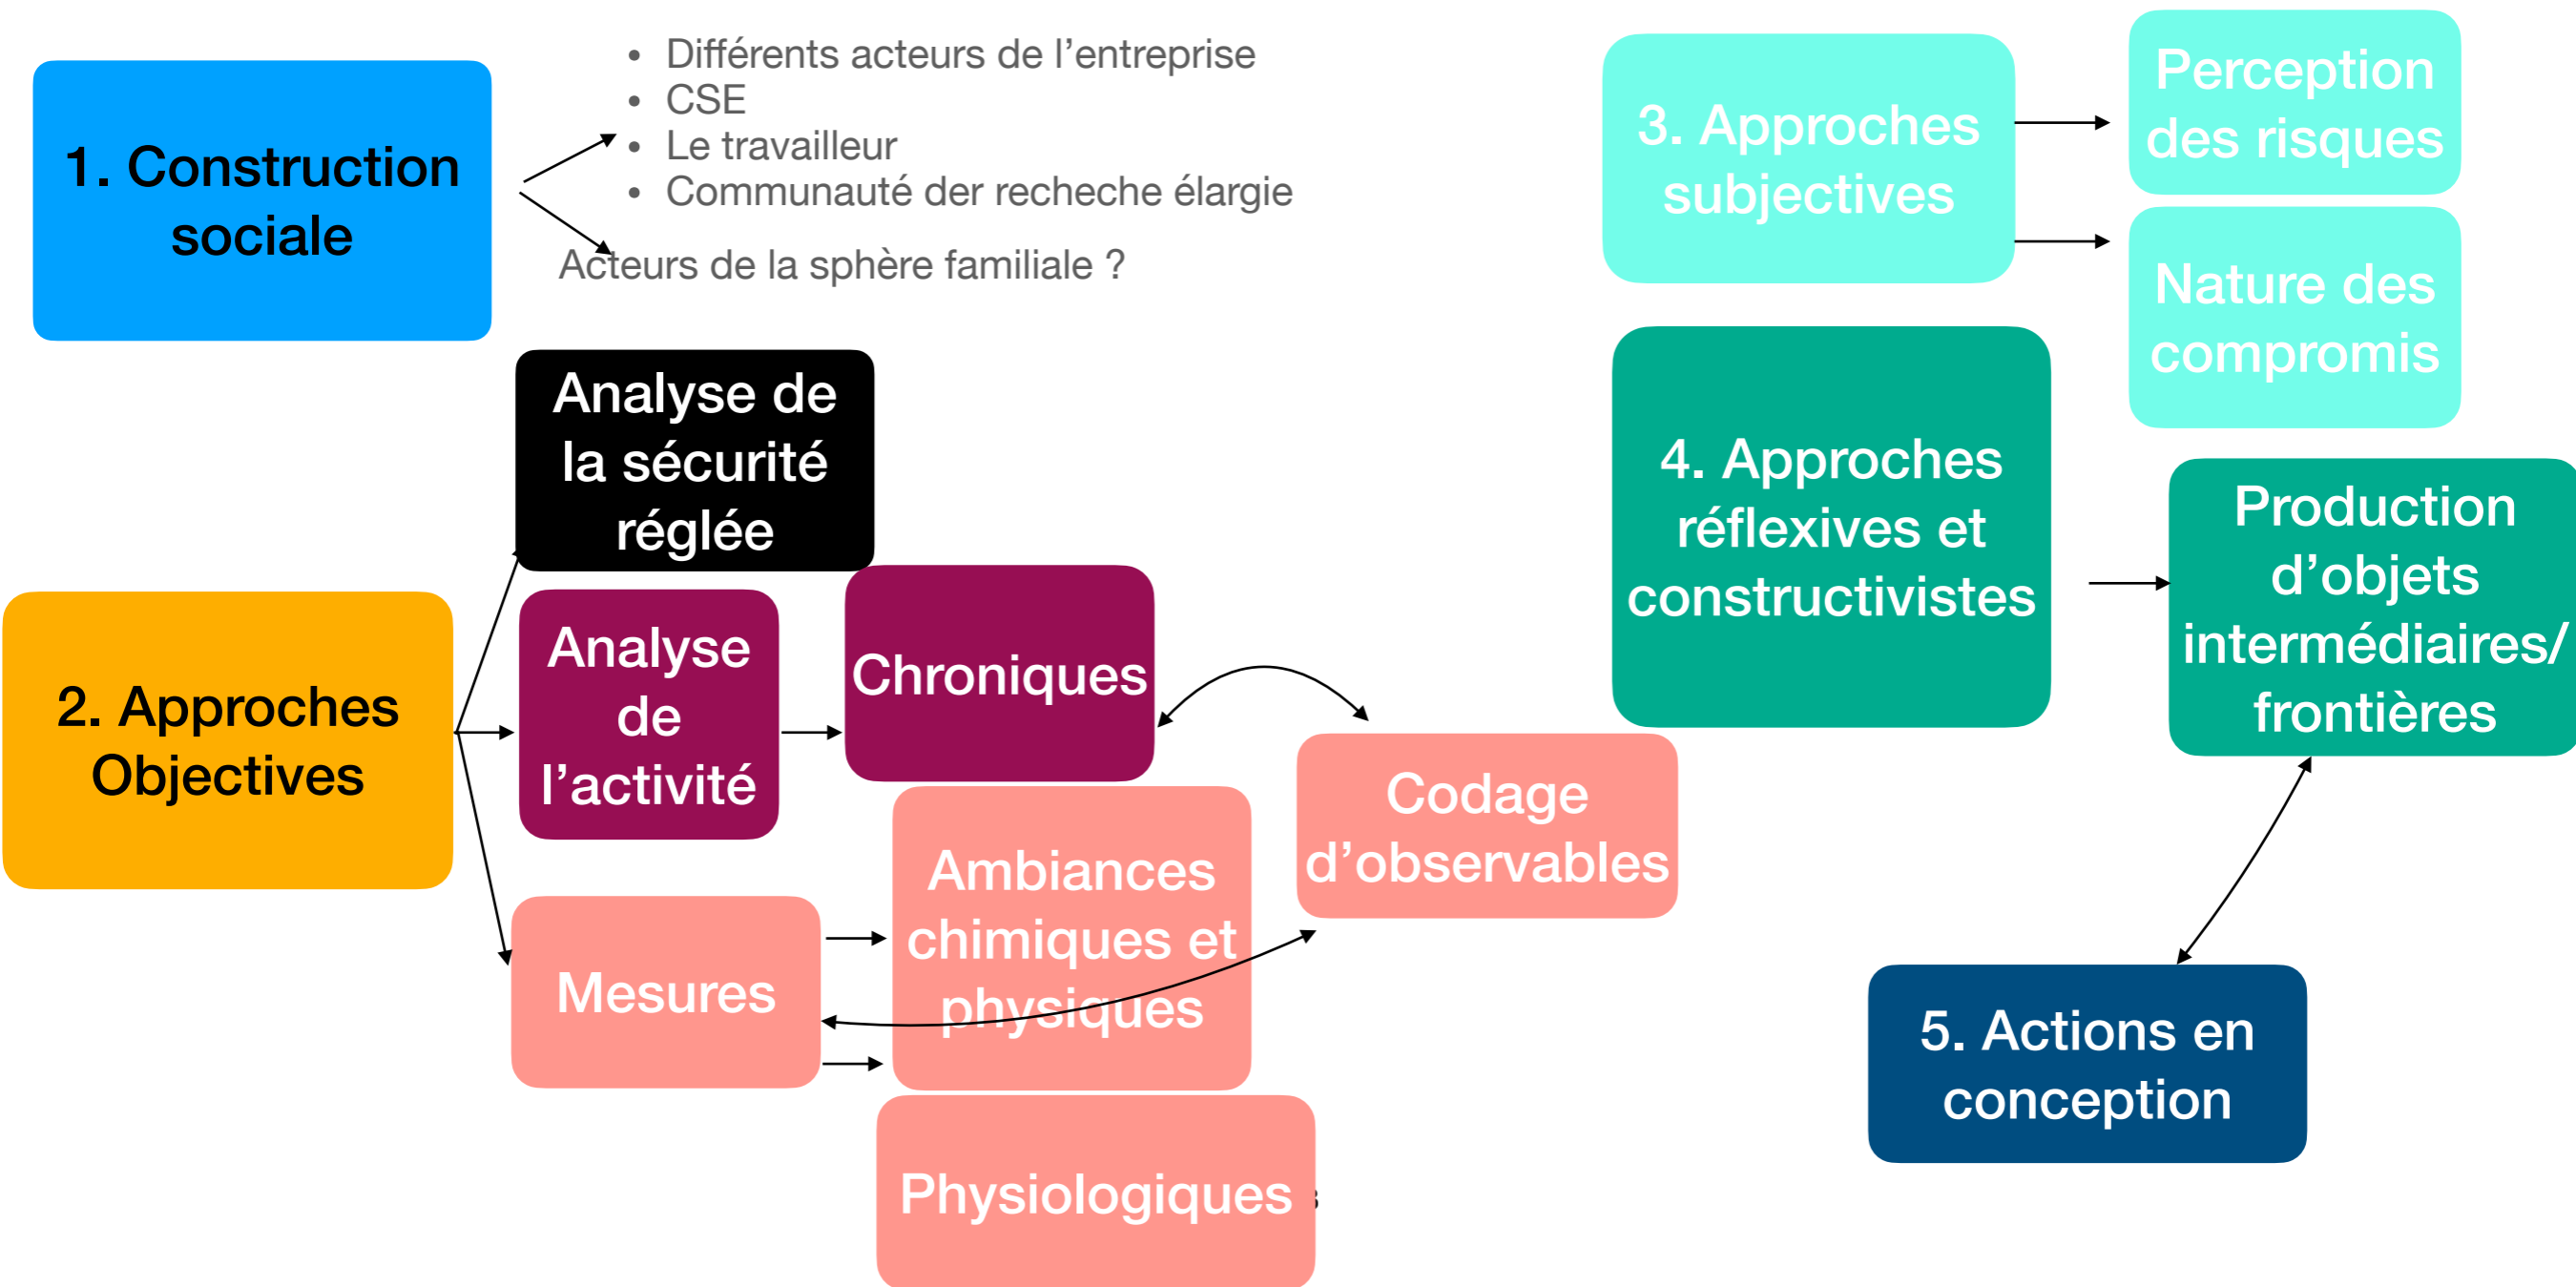 1. Construction
sociale
• Différents acteurs de l’entreprise
• CSE
• Le travailleur
• Communauté der recheche élargie
Acteurs de la sphère familiale ?
2. Approches
Objectives
Analyse de
la sécurité
réglée
Analyse
de
l’activité
Chroniques
Mesures
Ambiances
chimiques et
physiques
Physiologiques
Codage
d’observables
3. Approches
subjectives
Perception
des risques
Nature des
compromis
4. Approches
réflexives et
constructivistes
Production
d’objets
intermédiaires/
frontières
5. Actions en
conception